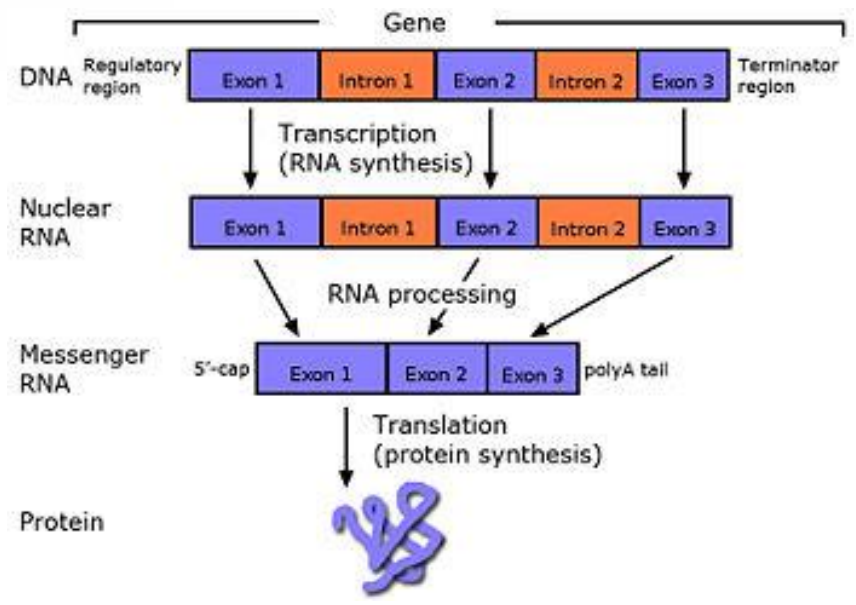 Gene
DNA
Regulatory
region
Exon 1
Intron 1
Exon 2
Intron 2
Exon 3
Terminator
region
Transcription
(RNA synthesis)
Nuclear
RNA
Exon 1
Intron 1
Exon 2
Intron 2
Exon 3
RNA processing
Messenger
RNA
5′-cap
Exon 1
Exon 2
Exon 3
polyA tail
Translation
(protein synthesis)
Protein